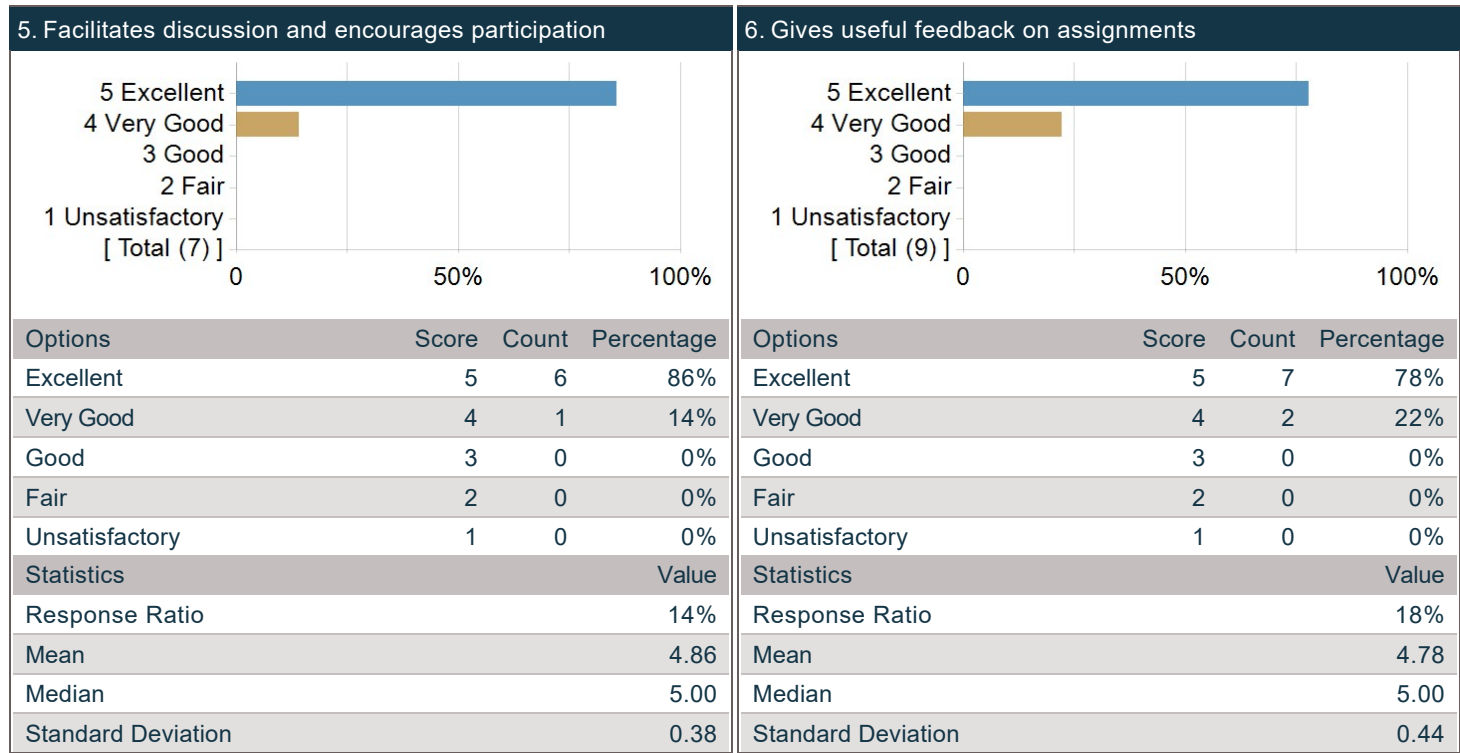 5. Facilitates discussion and encourages participation
5 Excellent
4 Very Good
3 Good
2 Fair
1 Unsatisfactory
[ Total (7) ]
0 50% 100%
Options Score Count Percentage
Excellent 5 6 86%
Very Good 4 1 14%
Good 3 0 0%
Fair 2 0 0%
Unsatisfactory 1 0 0%
Statistics Value
Response Ratio 14%
Mean 4.86
Median 5.00
Standard Deviation 0.38
6. Gives useful feedback on assignments
5 Excellent
4 Very Good
3 Good
2 Fair
1 Unsatisfactory
[ Total (9) ]
0 50% 100%
Options Score Count Percentage
Excellent 5 7 78%
Very Good 4 2 22%
Good 3 0 0%
Fair 2 0 0%
Unsatisfactory 1 0 0%
Statistics Value
Response Ratio 18%
Mean 4.78
Median 5.00
Standard Deviation 0.44